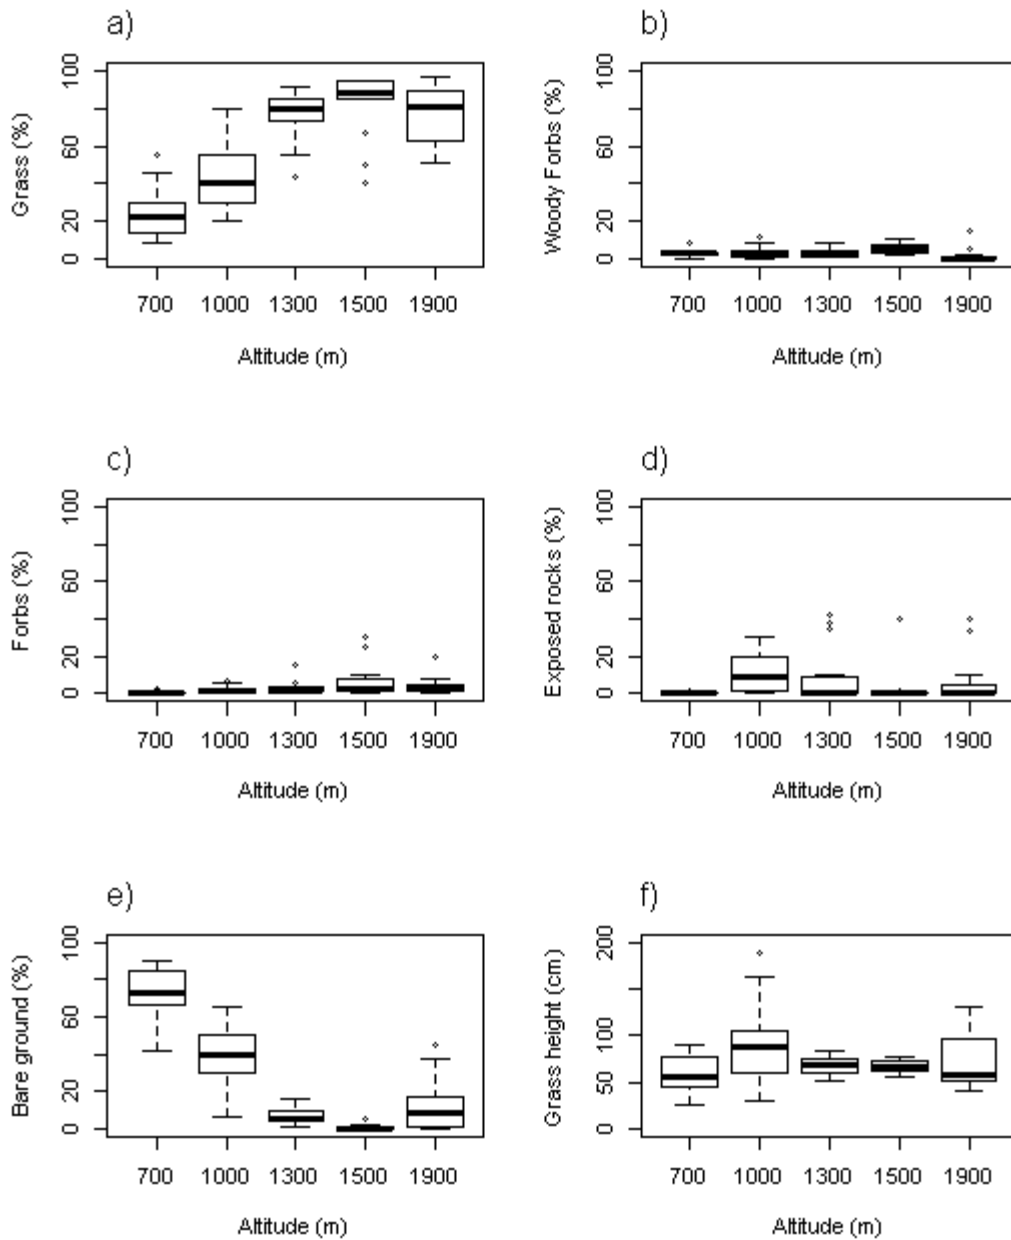 a)
Grass (%)
100
60
20
0
700 1000 1300 1500 1900
Altitude (m)
b)
Woody Forbs (%)
100
60
20
0
700 1000 1300 1500 1900
Altitude (m)
c)
Forbs (%)
100
60
20
0
700 1000 1300 1500 1900
Altitude (m)
d)
Exposed rocks (%)
100
60
20
0
700 1000 1300 1500 1900
Altitude (m)
e)
Bare ground (%)
100
60
20
0
700 1000 1300 1500 1900
Altitude (m)
f)
Grass height (cm)
200
100
50
0
700 1000 1300 1500 1900
Altitude (m)